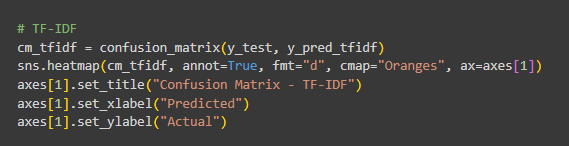 # TF-IDF
cm_tfidf = confusion_matrix(y_test, y_pred_tfidf)
sns.heatmap(cm_tfidf, annot=True, fmt="d", cmap="Oranges", ax=axes[1])
axes[1].set_title("Confusion Matrix - TF-IDF")
axes[1].set_xlabel("Predicted")
axes[1].set_ylabel("Actual")